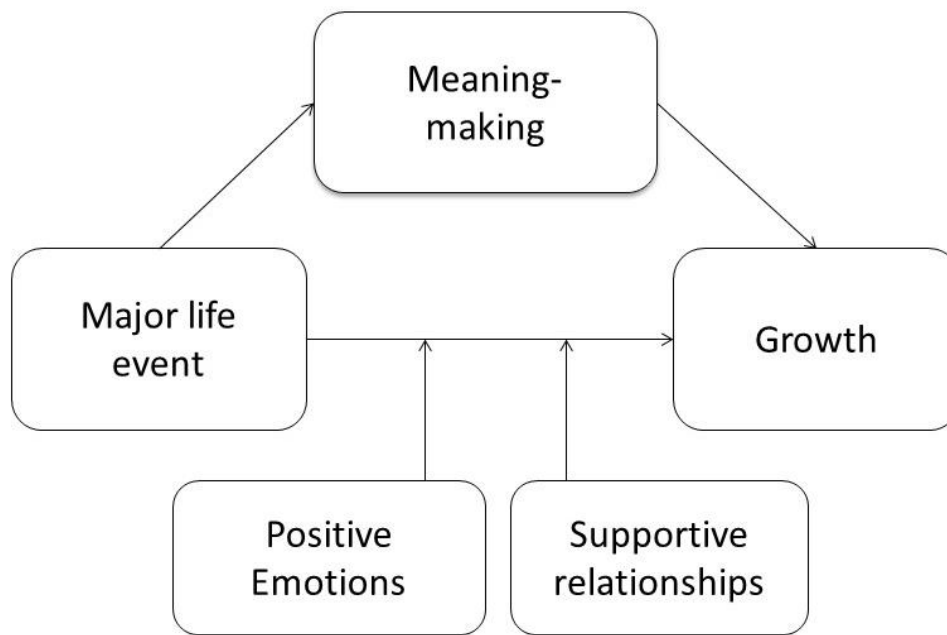 Meaning-
making
Major life
event
Growth
Positive
Emotions
Supportive
relationships